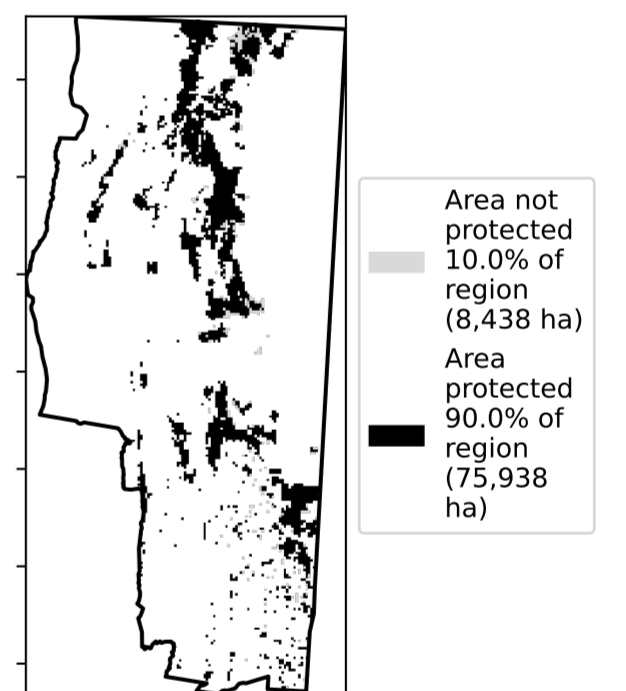 Area not
protected
10.0% of
region
(8,438 ha)
Area
protected
90.0% of
region
(75,938
ha)